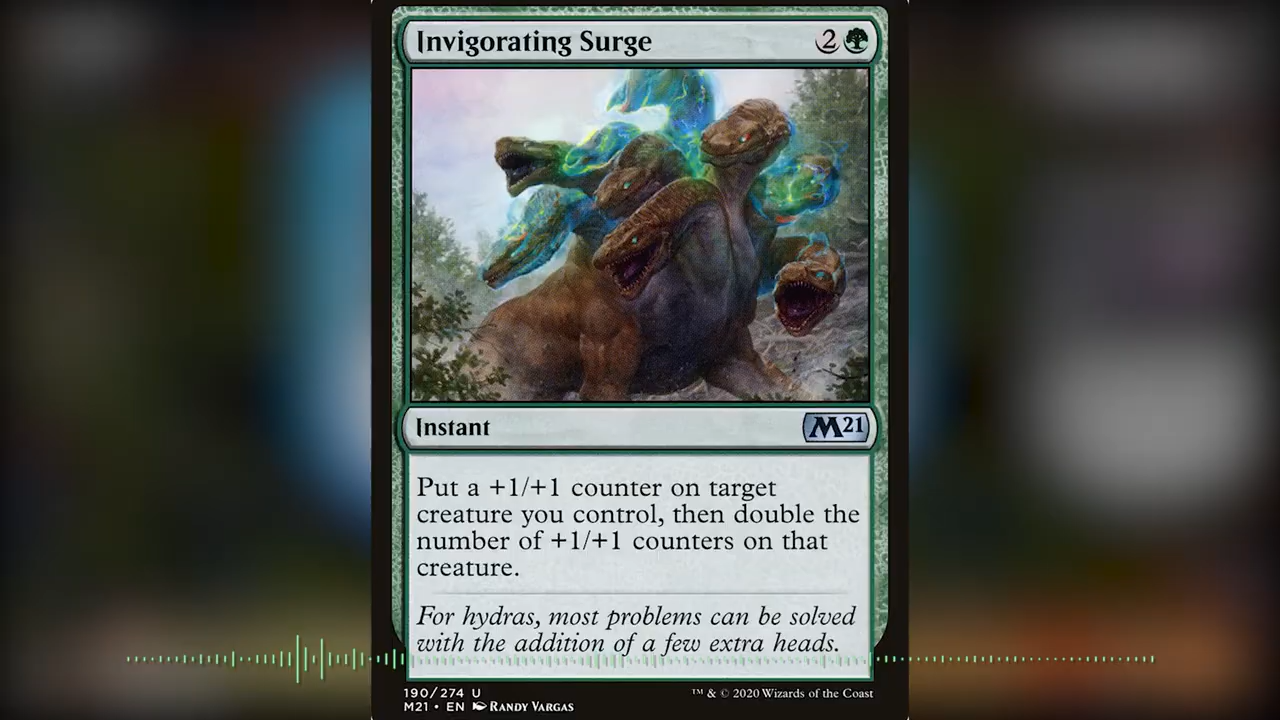 Invigorating Surge 2
Instant M21
Put a +1/+1 counter on target
creature you control, then double the
number of +1/+1 counters on that
creature.
For hydras, most problems can be solved
with the addition of a few extra heads.
190/274 U ™ & © 2020 Wizards of the Coast
M21 • EN Randy Vargas